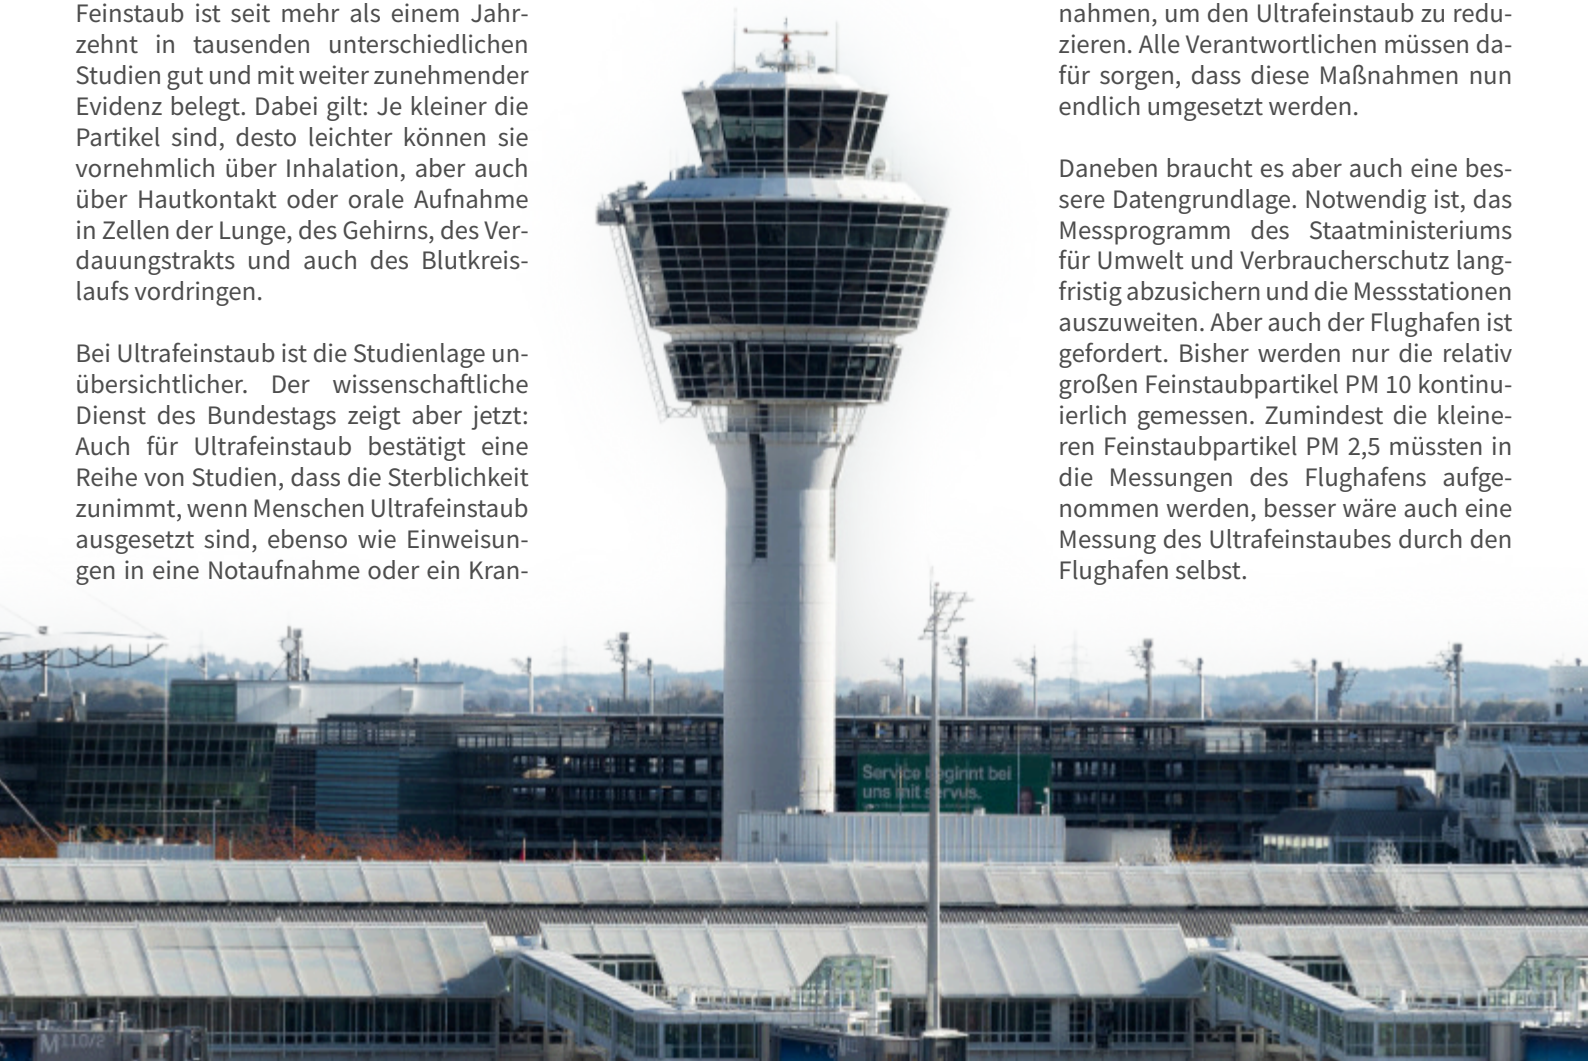 Feinstaub ist seit mehr als einem Jahr-
zehnt in tausenden unterschiedlichen
Studien gut und mit weiter zunehmender
Evidenz belegt. Dabei gilt: Je kleiner die
Partikel sind, desto leichter können sie
vornehmlich über Inhalation, aber auch
über Hautkontakt oder orale Aufnahme
in Zellen der Lunge, des Gehirns, des Ver-
dauungstrakts und auch des Blutkreis-
laufs vordringen.
Bei Ultrafeinstaub ist die Studienlage un-
übersichtlicher. Der wissenschaftliche
Dienst des Bundestags zeigt aber jetzt:
Auch für Ultrafeinstaub bestätigt eine
Reihe von Studien, dass die Sterblichkeit
zunimmt, wenn Menschen Ultrafeinstaub
ausgesetzt sind, ebenso wie Einweisun-
gen in eine Notaufnahme oder ein Kran-
nahmen, um den Ultrafeinstaub zu redu-
zieren. Alle Verantwortlichen müssen da-
für sorgen, dass diese Maßnahmen nun
endlich umgesetzt werden.
Daneben braucht es aber auch eine bes-
sere Datengrundlage. Notwendig ist, das
Messprogramm des Staatministeriums
für Umwelt und Verbraucherschutz lang-
fristig abzusichern und die Messstationen
auszuweiten. Aber auch der Flughafen ist
gefordert. Bisher werden nur die relativ
großen Feinstaubpartikel PM 10 kontinu-
ierlich gemessen. Zumindest die kleine-
ren Feinstaubpartikel PM 2,5 müssten in
die Messungen des Flughafens aufge-
nommen werden, besser wäre auch eine
Messung des Ultrafeinstaubes durch den
Flughafen selbst.
Service beginnt bei
uns mit servus.